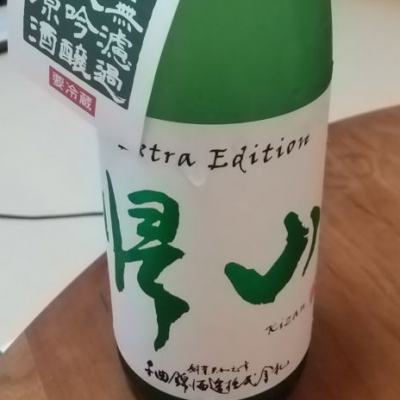 無濾過
吟醸
原酒
要冷蔵
Extra Edition
帰山
Kizan
千曲錦酒造株式会社